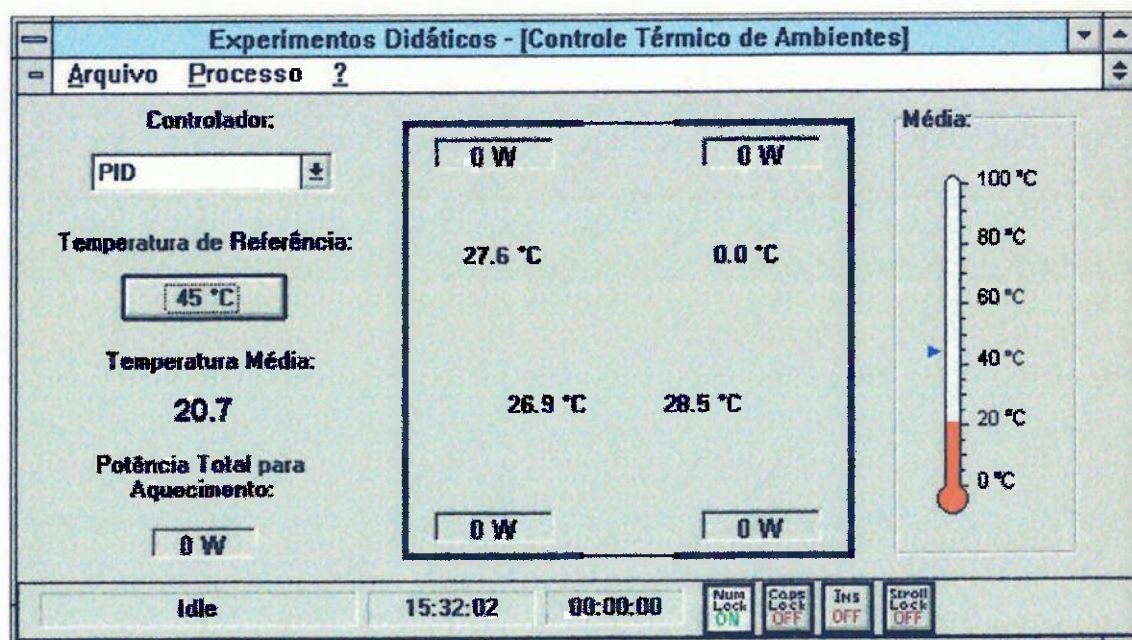 Experimentos Didáticos - [Controle Térmico de Ambientes]
Arquivo Processo ?
Controlador:
PID
Temperatura de Referência:
45 °C
Temperatura Média:
20.7
Potência Total para
Aquecimento:
0 W
0 W 0 W
27.6 °C 0.0 °C
26.9 °C 28.5 °C
0 W 0 W
Média:
100 °C
80 °C
60 °C
40 °C
20 °C
0 °C
Idle 15:32:02 00:00:00
Num Lock ON
Caps Lock OFF
Ins OFF
Scroll Lock OFF